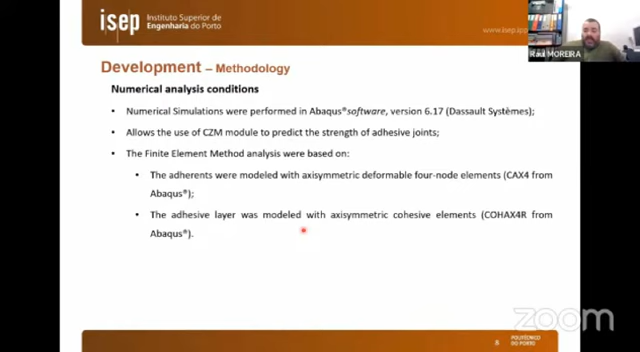 isep Instituto Superior de
Engenharia do Porto
www.isep.ipp
Raul MOREIRA
Development – Methodology
Numerical analysis conditions
• Numerical Simulations were performed in Abaqus® software, version 6.17 (Dassault Systèmes);
• Allows the use of CZM module to predict the strength of adhesive joints;
• The Finite Element Method analysis were based on:
• The adherents were modeled with axisymmetric deformable four-node elements (CAX4 from
Abaqus®);
• The adhesive layer was modeled with axisymmetric cohesive elements (COHAX4R from
Abaqus®).
zoom
8
POLITÉCNICO
DO PORTO